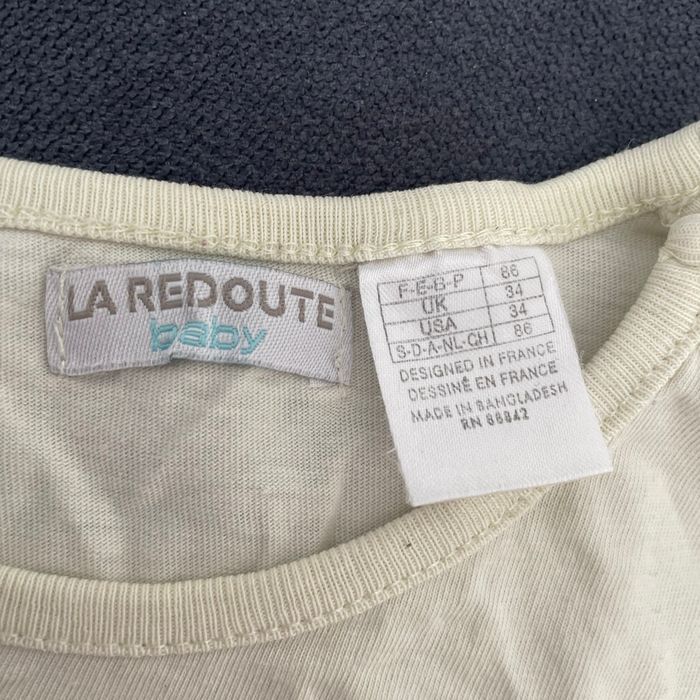 LA REDOUTE
baby
F-E-B-P 86
UK 34
USA 34
S-D-A-NL-CH 86
DESIGNED IN FRANCE
DESSINÉ EN FRANCE
MADE IN BANGLADESH
RN 86842